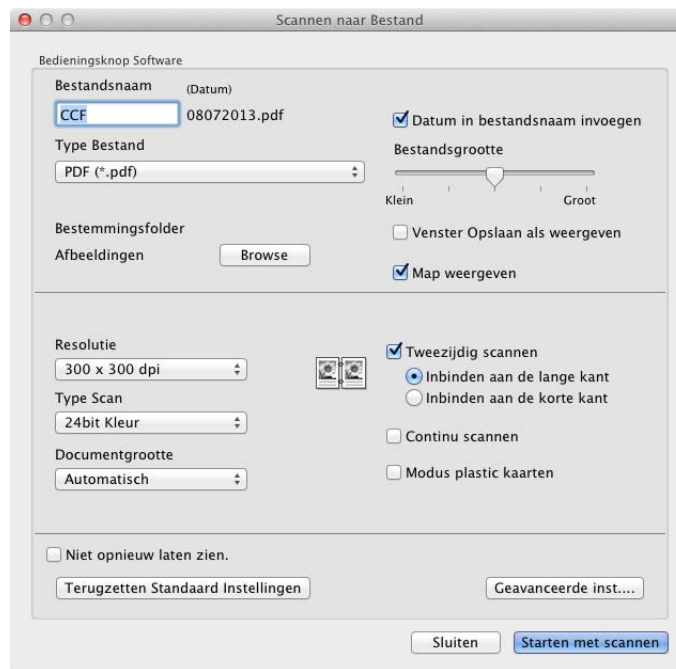 Scannen naar Bestand
Bedieningsknop Software
Bestandsnaam (Datum)
CCF 08072013.pdf
Datum in bestandsnaam invoegen
Type Bestand
PDF (*.pdf)
Bestandsgrootte
Klein Groot
Bestemmingsfolder
Afbeeldingen Browse
Venster Opslaan als weergeven
Map weergeven
Resolutie
300 x 300 dpi
Type Scan
24bit Kleur
Documentgrootte
Automatisch
Tweezijdig scannen
Inbinden aan de lange kant
Inbinden aan de korte kant
Continu scannen
Modus plastic kaarten
Niet opnieuw laten zien.
Terugzetten Standaard Instellingen
Geavanceerde inst....
Sluiten
Starten met scannen